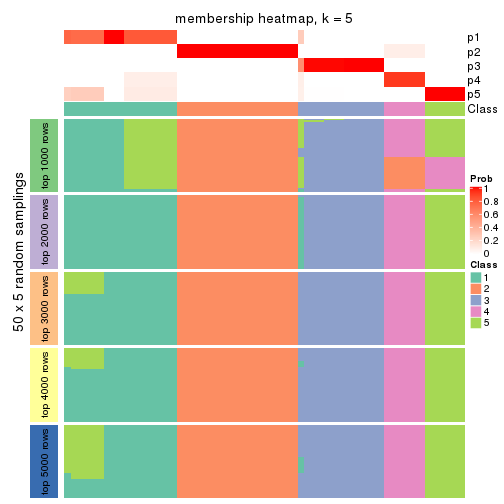 membership heatmap, k = 5
p1
p2
p3
p4
p5
Class
50 x 5 random samplings
top 1000 rows
top 2000 rows
top 3000 rows
top 4000 rows
top 5000 rows
Prob
1
0.8
0.6
0.4
0.2
0
Class
1
2
3
4
5